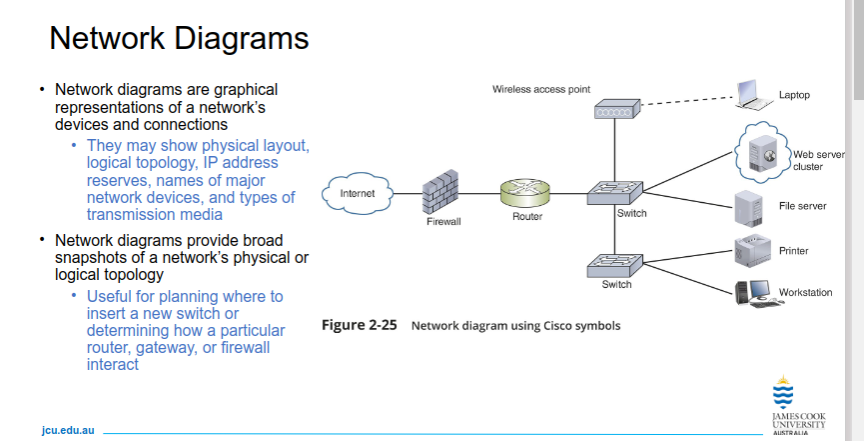 Network Diagrams
• Network diagrams are graphical
representations of a network's
devices and connections
• They may show physical layout,
logical topology, IP address
reserves, names of major
network devices, and types of
transmission media
• Network diagrams provide broad
snapshots of a network's physical or
logical topology
• Useful for planning where to
insert a new switch or
determining how a particular
router, gateway, or firewall
interact
Wireless access point
Laptop
Web server
cluster
Internet
Firewall
Router
Switch
File server
Printer
Switch
Workstation
Figure 2-25 Network diagram using Cisco symbols
jcu.edu.au
JAMES COOK
UNIVERSITY
AUSTRALIA